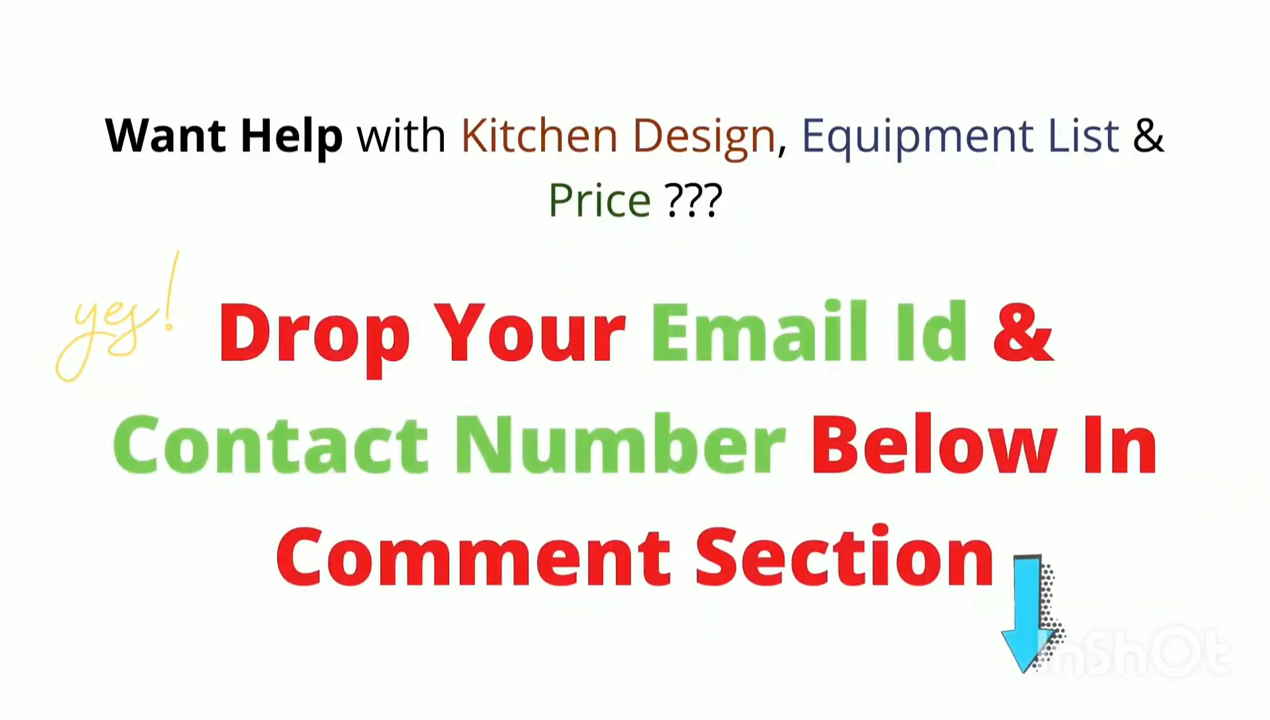 Want Help with Kitchen Design, Equipment List &
Price ???
yes!
Drop Your Email Id &
Contact Number Below In
Comment Section
InShOt